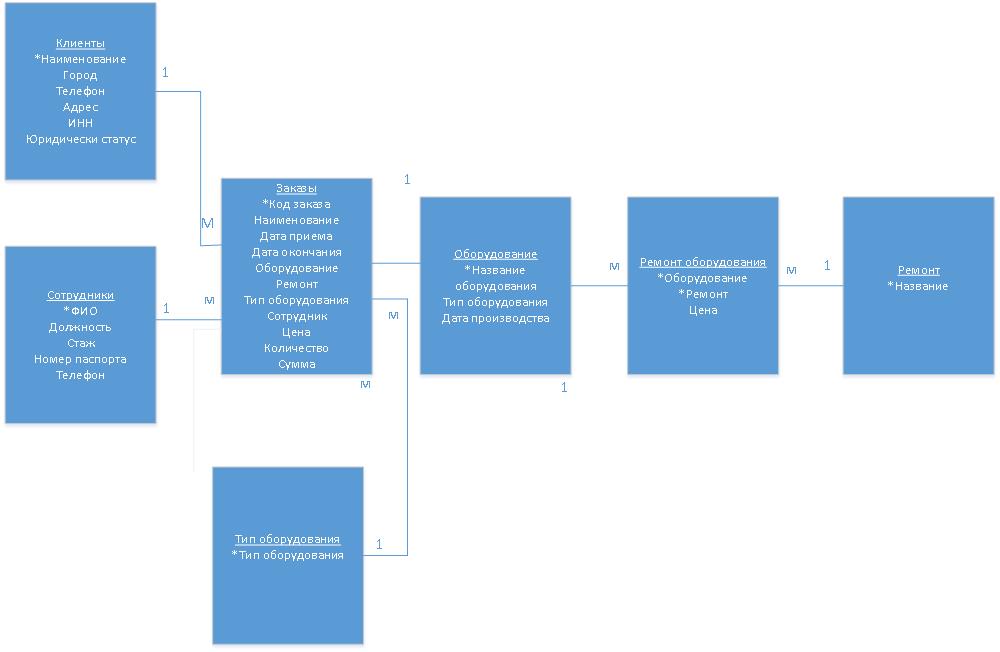 Клиенты
*Наименование
Город
Телефон
Адрес
ИНН
Юридически статус
1
М
Сотрудники
*ФИО
Должность
Стаж
Номер паспорта
Телефон
1
М
Заказы
*Код заказа
Наименование
Дата приема
Дата окончания
Оборудование
Ремонт
Тип оборудования
Сотрудник
Цена
Количество
Сумма
1
М
М
Тип оборудования
*Тип оборудования
1
Оборудование
*Название
оборудования
Тип оборудования
Дата производства
1
М
Ремонт оборудования
*Оборудование
*Ремонт
Цена
М
1
Ремонт
*Название